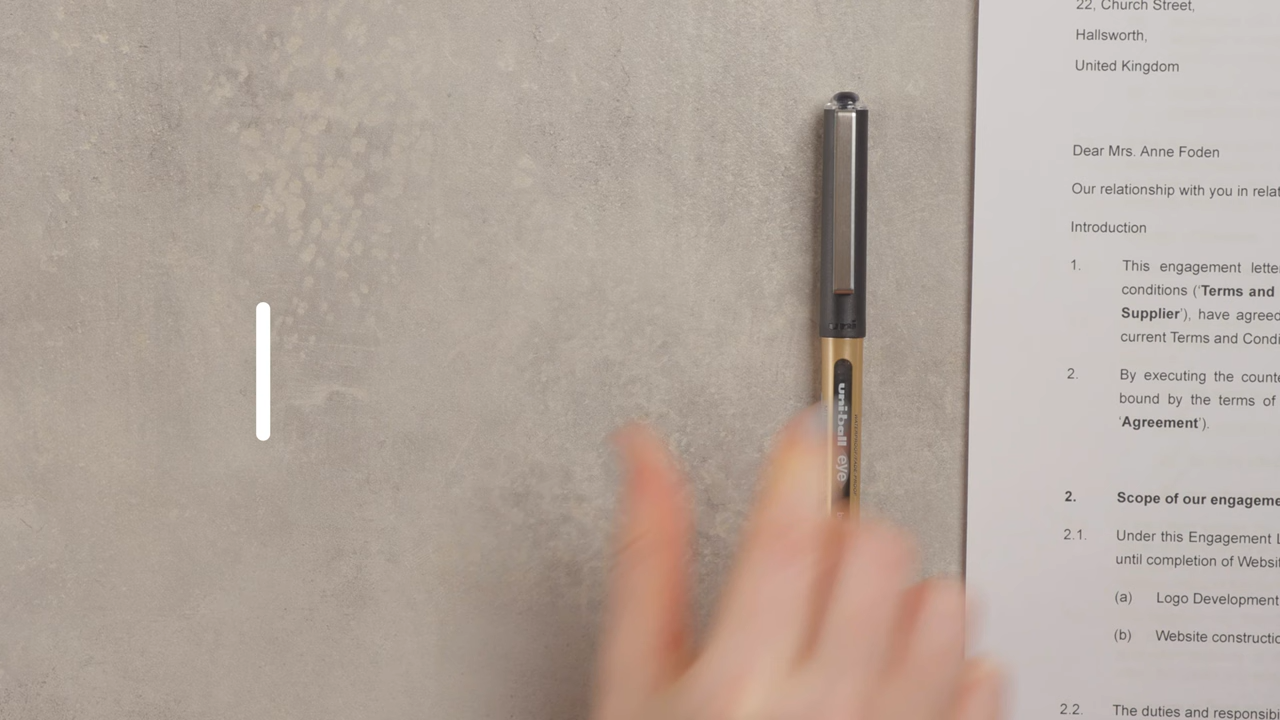 22, Church Street,
Hallsworth,
United Kingdom
Dear Mrs. Anne Foden
Our relationship with you in relat
Introduction
1. This engagement lette
conditions (‘Terms and
Supplier’), have agreed
current Terms and Condi
2. By executing the counte
bound by the terms of
‘Agreement’).
2. Scope of our engageme
2.1. Under this Engagement L
until completion of Websi
(a) Logo Development
(b) Website constructio
2.2. The duties and responsibi
uni-ball eye